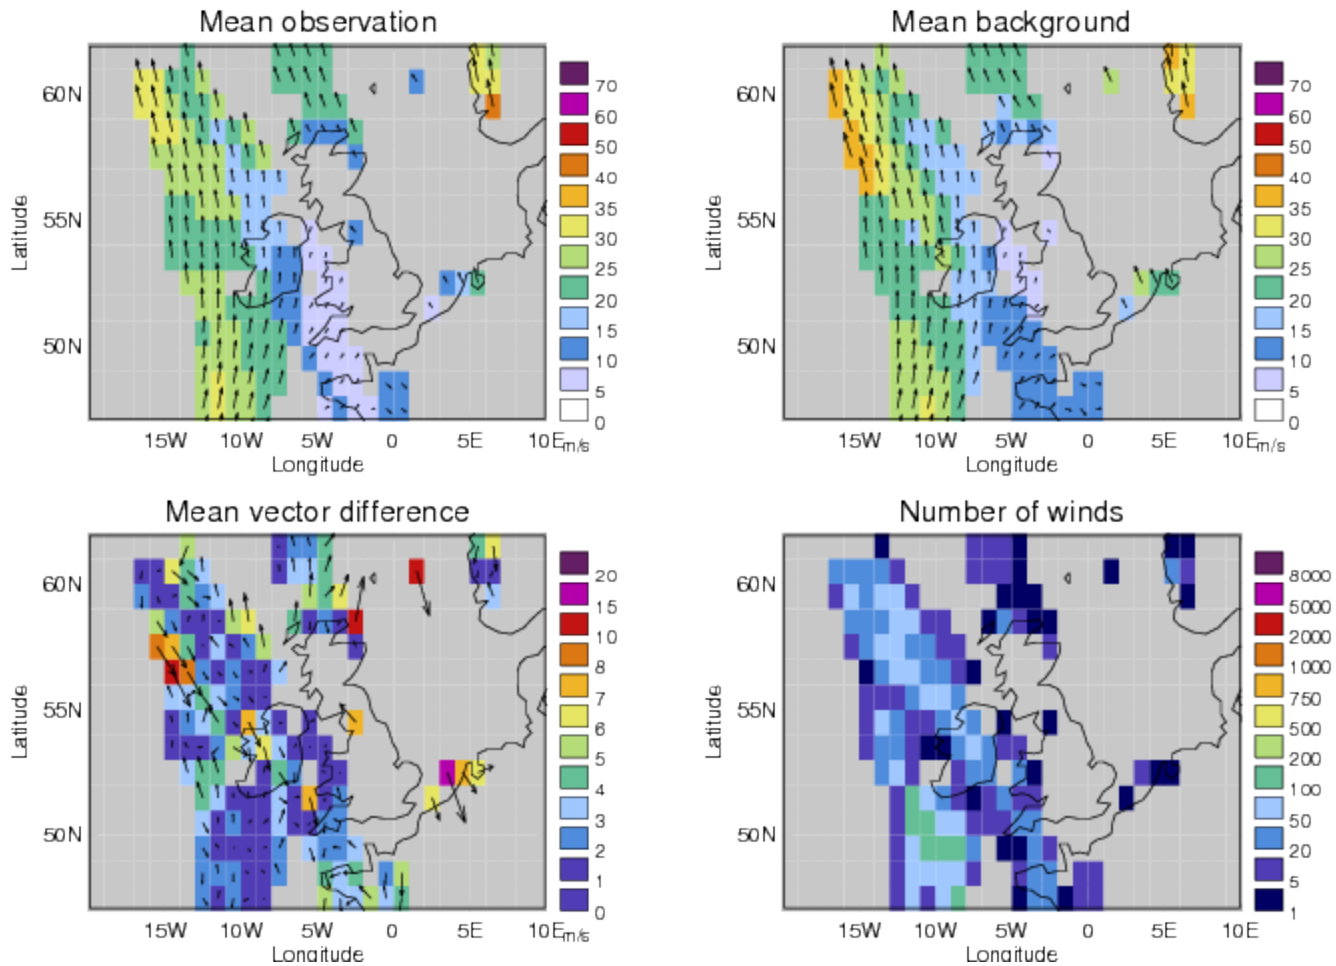 Mean observation
Latitude
60N
55N
50N
15W 10W 5W 0 5E 10E
Longitude
70
60
50
40
35
30
25
20
15
10
5
0
m/s
Mean background
Latitude
60N
55N
50N
15W 10W 5W 0 5E 10E
Longitude
70
60
50
40
35
30
25
20
15
10
5
0
m/s
Mean vector difference
Latitude
60N
55N
50N
15W 10W 5W 0 5E 10E
Longitude
20
15
10
8
7
6
5
4
3
2
1
0
m/s
Number of winds
Latitude
60N
55N
50N
15W 10W 5W 0 5E 10E
Longitude
8000
5000
2000
1000
750
500
200
100
50
20
5
1